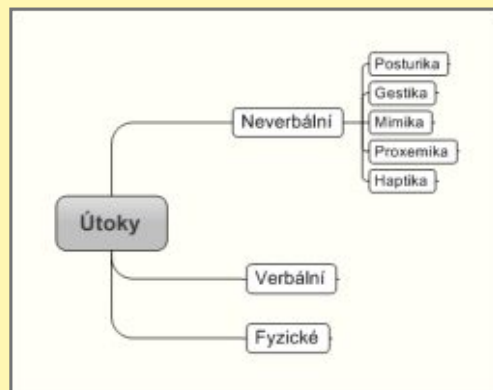 Posturika
Gestika
Neverbální
Mimika
Proxemika
Haptika
Útoky
Verbální
Fyzické